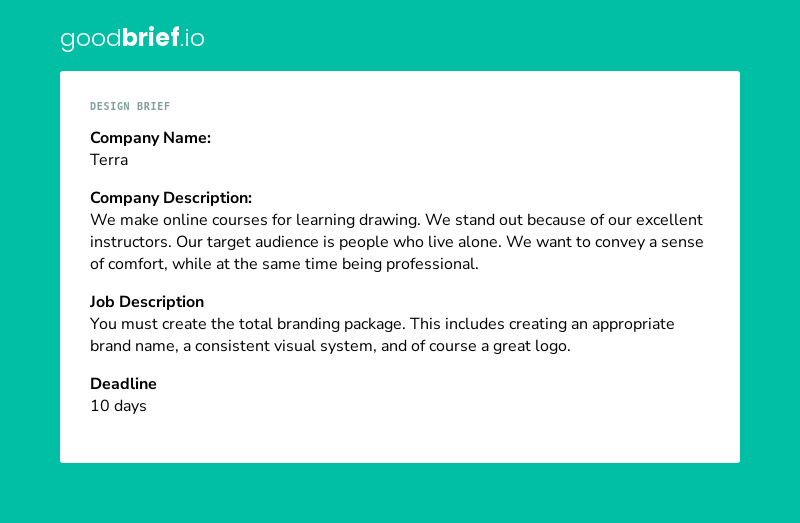 goodbrief.io
DESIGN BRIEF
Company Name:
Terra
Company Description:
We make online courses for learning drawing. We stand out because of our excellent
instructors. Our target audience is people who live alone. We want to convey a sense
of comfort, while at the same time being professional.
Job Description
You must create the total branding package. This includes creating an appropriate
brand name, a consistent visual system, and of course a great logo.
Deadline
10 days